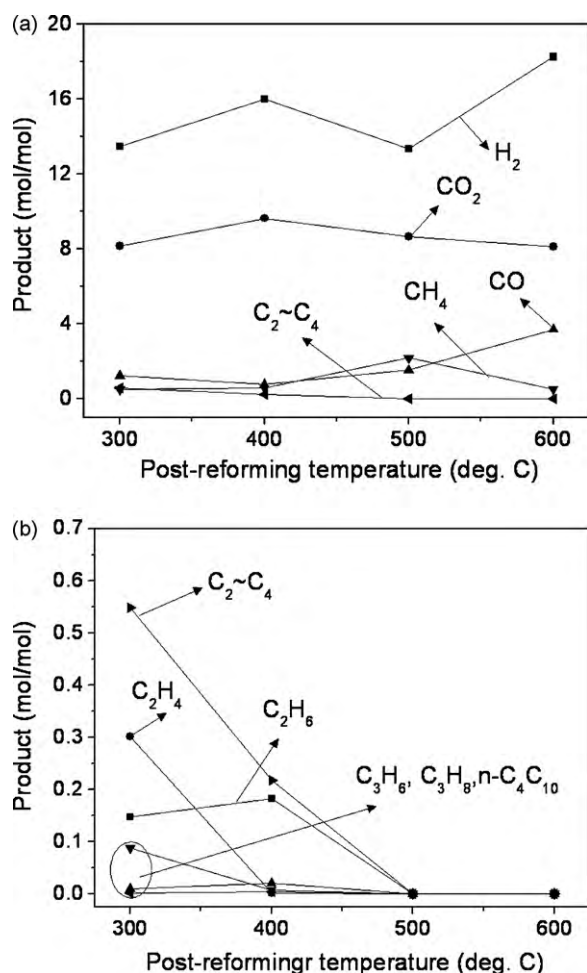 (a)
20
16
12
8
4
0
Product (mol/mol)
H₂
CO₂
CO
CH₄
C₂~C₄
300 400 500 600
Post-reforming temperature (deg. C)
(b)
0.7
0.6
0.5
0.4
0.3
0.2
0.1
0.0
Product (mol/mol)
C₂~C₄
C₂H₄
C₂H₆
C₃H₆, C₃H₈,n-C₄C₁₀
300 400 500 600
Post-reformingr temperature (deg. C)